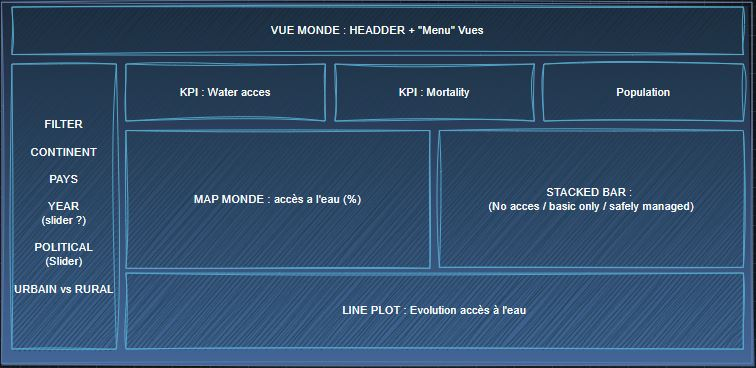 VUE MONDE : HEADDER + "Menu" Vues
KPI : Water acces
KPI : Mortality
Population
FILTER
CONTINENT
PAYS
YEAR
(slider ?)
POLITICAL
(Slider)
URBAIN vs RURAL
MAP MONDE : accès a l'eau (%)
STACKED BAR :
(No acces / basic only / safely managed)
LINE PLOT : Evolution accès à l'eau